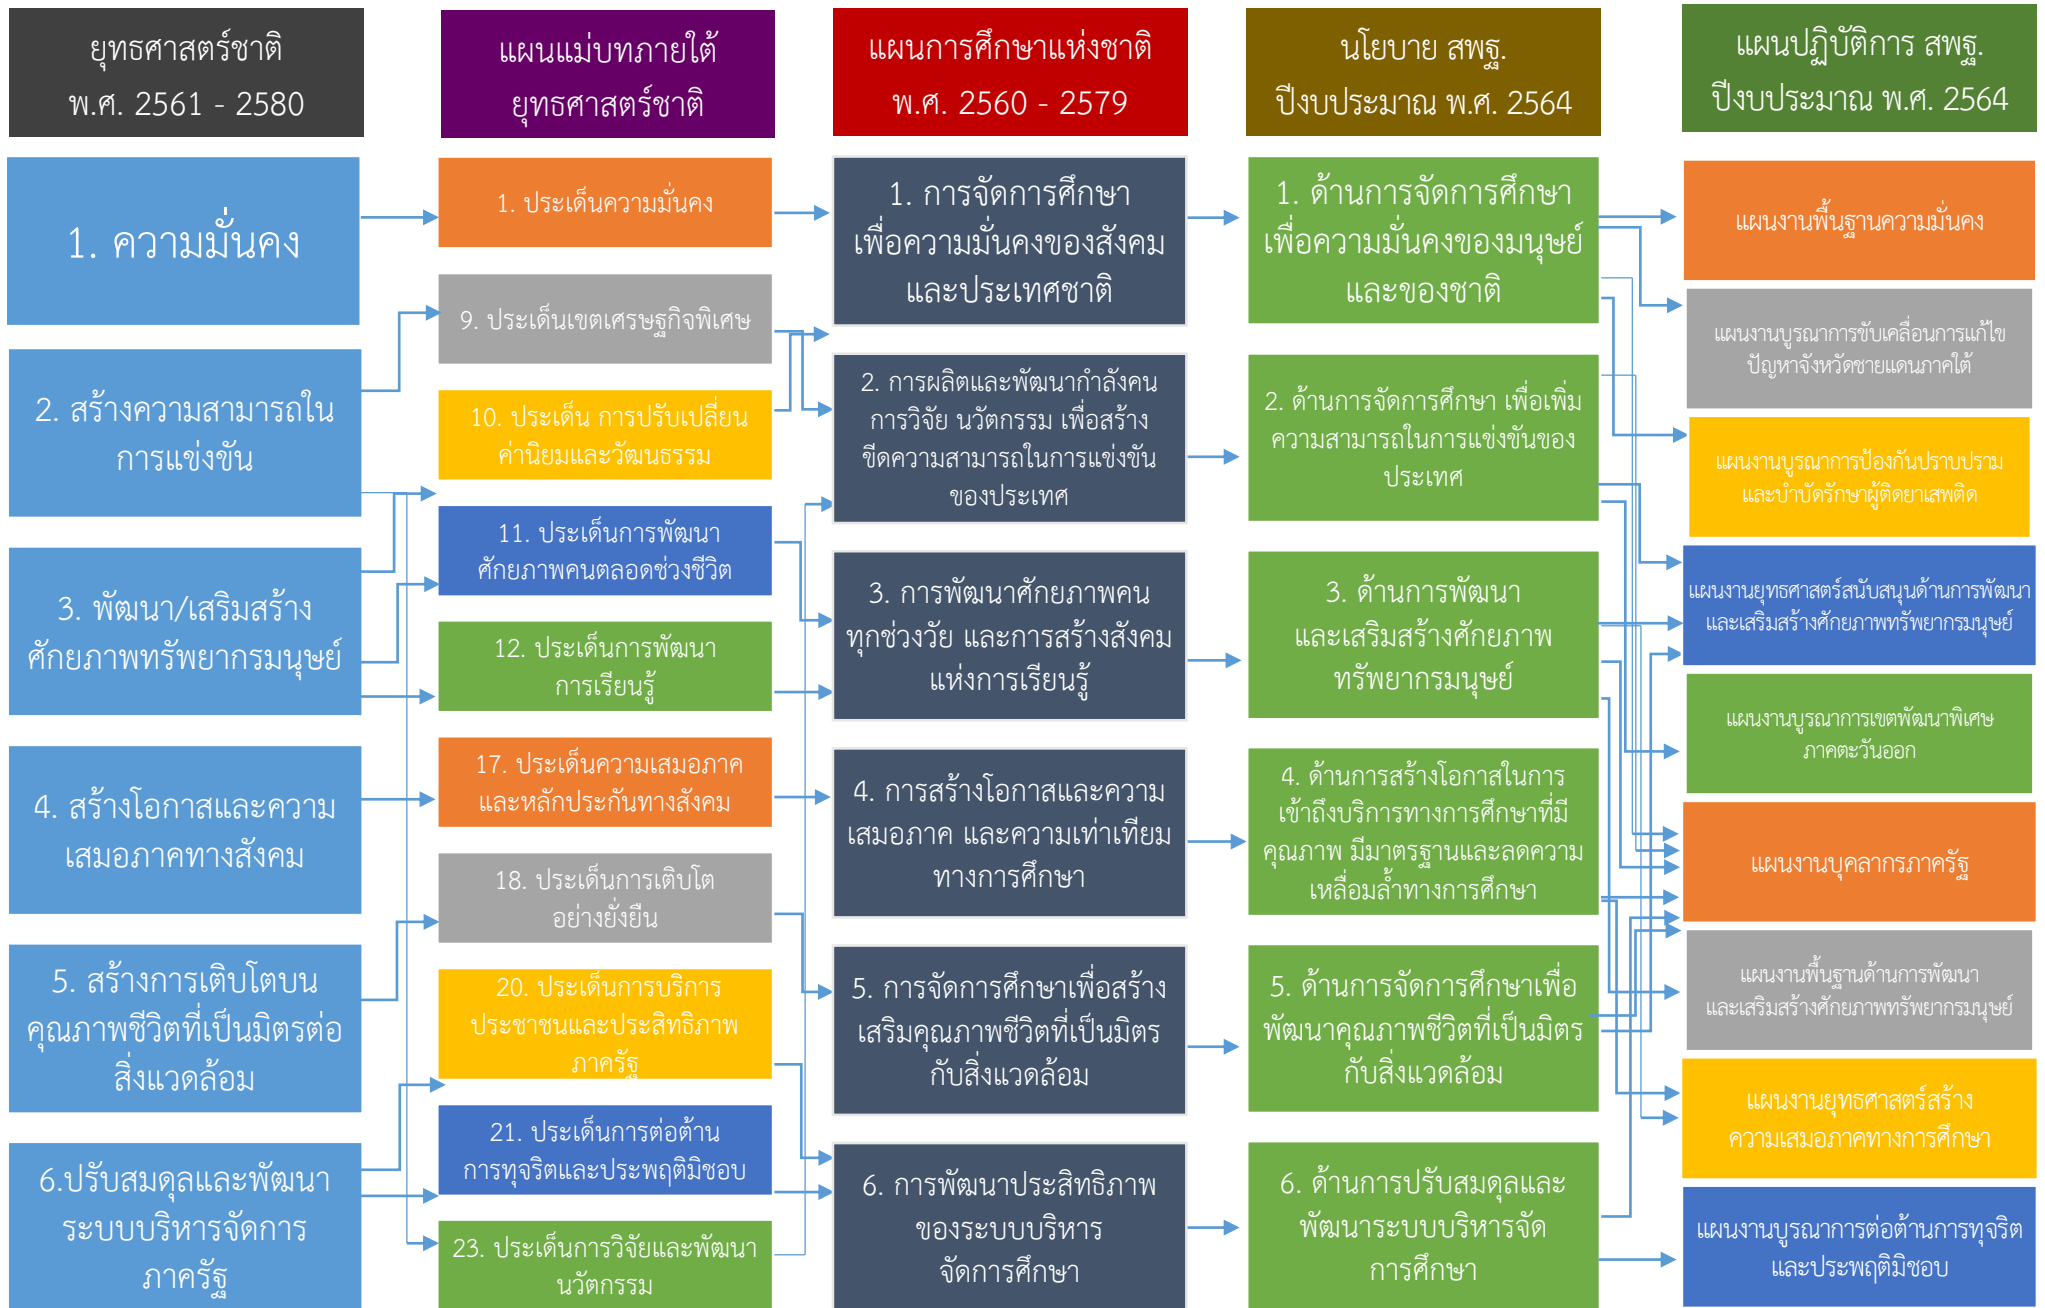 ยุทธศาสตร์ชาติ
พ.ศ. 2561 - 2580
แผนแม่บทภายใต้
ยุทธศาสตร์ชาติ
แผนการศึกษาแห่งชาติ
พ.ศ. 2560 - 2579
นโยบาย สพฐ.
ปีงบประมาณ พ.ศ. 2564
แผนปฏิบัติการ สพฐ.
ปีงบประมาณ พ.ศ. 2564
1. ความมั่นคง
2. สร้างความสามารถใน
การแข่งขัน
3. พัฒนา/เสริมสร้าง
ศักยภาพทรัพยากรมนุษย์
4. สร้างโอกาสและความ
เสมอภาคทางสังคม
5. สร้างการเติบโตบน
คุณภาพชีวิตที่เป็นมิตรต่อ
สิ่งแวดล้อม
6.ปรับสมดุลและพัฒนา
ระบบบริหารจัดการ
ภาครัฐ
1. ประเด็นความมั่นคง
9. ประเด็นเขตเศรษฐกิจพิเศษ
10. ประเด็น การปรับเปลี่ยน
ค่านิยมและวัฒนธรรม
11. ประเด็นการพัฒนา
ศักยภาพคนตลอดช่วงชีวิต
12. ประเด็นการพัฒนา
การเรียนรู้
17. ประเด็นความเสมอภาค
และหลักประกันทางสังคม
18. ประเด็นการเติบโต
อย่างยั่งยืน
20. ประเด็นการบริการ
ประชาชนและประสิทธิภาพ
ภาครัฐ
21. ประเด็นการต่อต้าน
การทุจริตและประพฤติมิชอบ
23. ประเด็นการวิจัยและพัฒนา
นวัตกรรม
1. การจัดการศึกษา
เพื่อความมั่นคงของสังคม
และประเทศชาติ
2. การผลิตและพัฒนากำลังคน
การวิจัย นวัตกรรม เพื่อสร้าง
ขีดความสามารถในการแข่งขัน
ของประเทศ
3. การพัฒนาศักยภาพคน
ทุกช่วงวัย และการสร้างสังคม
แห่งการเรียนรู้
4. การสร้างโอกาสและความ
เสมอภาค และความเท่าเทียม
ทางการศึกษา
5. การจัดการศึกษาเพื่อสร้าง
เสริมคุณภาพชีวิตที่เป็นมิตร
กับสิ่งแวดล้อม
6. การพัฒนาประสิทธิภาพ
ของระบบบริหาร
จัดการศึกษา
1. ด้านการจัดการศึกษา
เพื่อความมั่นคงของมนุษย์
และของชาติ
2. ด้านการจัดการศึกษา เพื่อเพิ่ม
ความสามารถในการแข่งขันของ
ประเทศ
3. ด้านการพัฒนา
และเสริมสร้างศักยภาพ
ทรัพยากรมนุษย์
4. ด้านการสร้างโอกาสในการ
เข้าถึงบริการทางการศึกษาที่มี
คุณภาพ มีมาตรฐานและลดความ
เหลื่อมล้ำทางการศึกษา
5. ด้านการจัดการศึกษาเพื่อ
พัฒนาคุณภาพชีวิตที่เป็นมิตร
กับสิ่งแวดล้อม
6. ด้านการปรับสมดุลและ
พัฒนาระบบบริหารจัด
การศึกษา
แผนงานพื้นฐานความมั่นคง
แผนงานบูรณาการขับเคลื่อนการแก้ไข
ปัญหาจังหวัดชายแดนภาคใต้
แผนงานบูรณาการป้องกันปราบปราม
และบำบัดรักษาผู้ติดยาเสพติด
แผนงานยุทธศาสตร์สนับสนุนด้านการพัฒนา
และเสริมสร้างศักยภาพทรัพยากรมนุษย์
แผนงานบูรณาการเขตพัฒนาพิเศษ
ภาคตะวันออก
แผนงานบุคลากรภาครัฐ
แผนงานพื้นฐานด้านการพัฒนา
และเสริมสร้างศักยภาพทรัพยากรมนุษย์
แผนงานยุทธศาสตร์สร้าง
ความเสมอภาคทางการศึกษา
แผนงานบูรณาการต่อต้านการทุจริต
และประพฤติมิชอบ